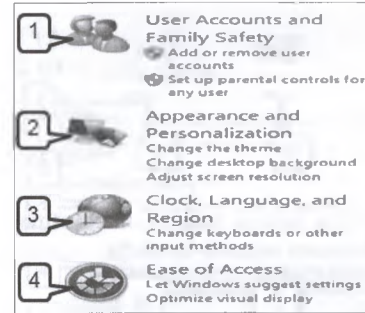 1
User Accounts and
Family Safety
Add or remove user
accounts
Set up parental controls for
any user
2
Appearance and
Personalization
Change the theme
Change desktop background
Adjust screen resolution
3
Clock, Language, and
Region
Change keyboards or other
input methods
4
Ease of Access
Let Windows suggest settings
Optimize visual display